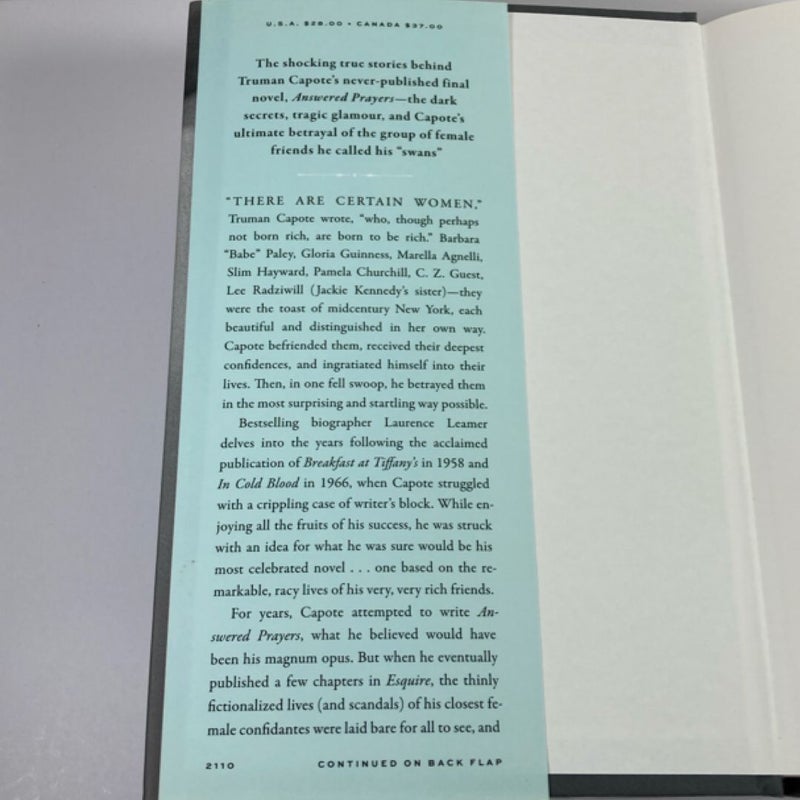 U.S.A. $28.00 • CANADA $37.00
The shocking true stories behind
Truman Capote's never-published final
novel, Answered Prayers—the dark
secrets, tragic glamour, and Capote's
ultimate betrayal of the group of female
friends he called his "swans"
"THERE ARE CERTAIN WOMEN,"
Truman Capote wrote, "who, though perhaps
not born rich, are born to be rich." Barbara
"Babe" Paley, Gloria Guinness, Marella Agnelli,
Slim Hayward, Pamela Churchill, C. Z. Guest,
Lee Radziwill (Jackie Kennedy's sister)—they
were the toast of midcentury New York, each
beautiful and distinguished in her own way.
Capote befriended them, received their deepest
confidences, and ingratiated himself into their
lives. Then, in one fell swoop, he betrayed them
in the most surprising and startling way possible.
Bestselling biographer Laurence Leamer
delves into the years following the acclaimed
publication of Breakfast at Tiffany's in 1958 and
In Cold Blood in 1966, when Capote struggled
with a crippling case of writer's block. While en-
joying all the fruits of his success, he was struck
with an idea for what he was sure would be his
most celebrated novel . . . one based on the re-
markable, racy lives of his very, very rich friends.
For years, Capote attempted to write An-
swered Prayers, what he believed would have
been his magnum opus. But when he eventually
published a few chapters in Esquire, the thinly
fictionalized lives (and scandals) of his closest fe-
male confidantes were laid bare for all to see, and
2110 CONTINUED ON BACK FLAP